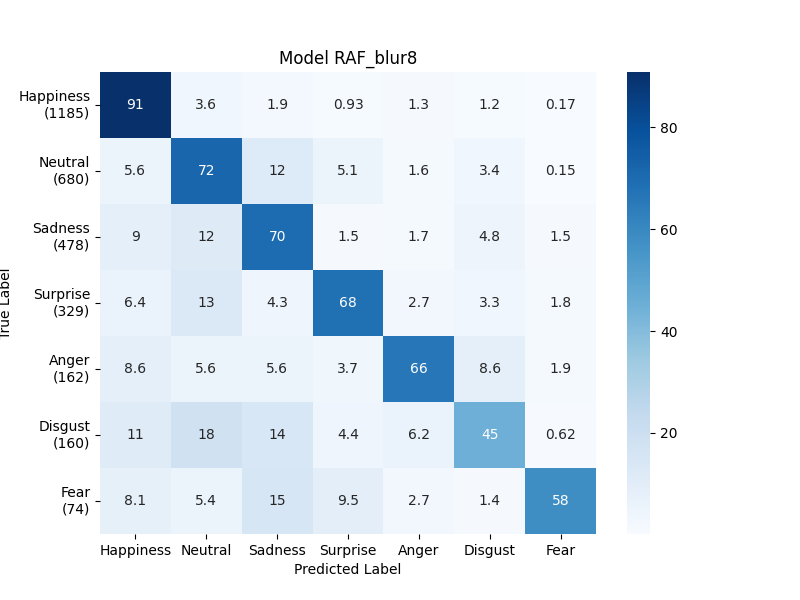 Model RAF_blur8
Happiness
(1185)
91 3.6 1.9 0.93 1.3 1.2 0.17
Neutral
(680)
5.6 72 12 5.1 1.6 3.4 0.15
Sadness
(478)
9 12 70 1.5 1.7 4.8 1.5
Surprise
(329)
6.4 13 4.3 68 2.7 3.3 1.8
Anger
(162)
8.6 5.6 5.6 3.7 66 8.6 1.9
Disgust
(160)
11 18 14 4.4 6.2 45 0.62
Fear
(74)
8.1 5.4 15 9.5 2.7 1.4 58
Happiness Neutral Sadness Surprise Anger Disgust Fear
Predicted Label
True Label
80
60
40
20